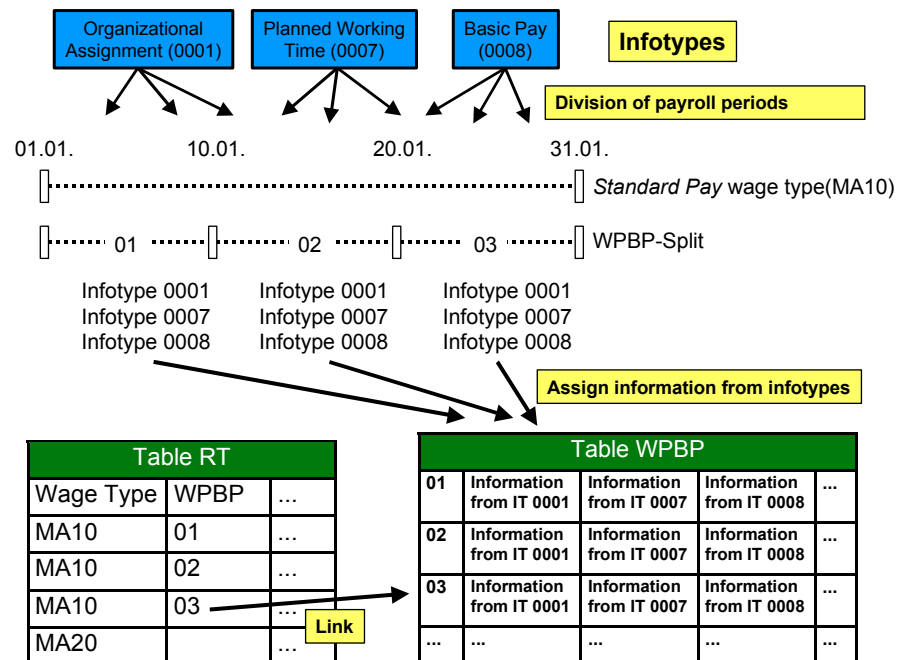 Organizational
Assignment (0001)
Planned Working
Time (0007)
Basic Pay
(0008)
Infotypes
Division of payroll periods
01.01. 10.01. 20.01. 31.01.
Standard Pay wage type(MA10)
01 02 03 WPBP-Split
Infotype 0001 Infotype 0001 Infotype 0001
Infotype 0007 Infotype 0007 Infotype 0007
Infotype 0008 Infotype 0008 Infotype 0008
Assign information from infotypes
Table RT
Wage Type WPBP ...
MA10 01 ...
MA10 02 ...
MA10 03 ...
MA20 ...
Link
Table WPBP
01 Information from IT 0001 Information from IT 0007 Information from IT 0008 ...
02 Information from IT 0001 Information from IT 0007 Information from IT 0008 ...
03 Information from IT 0001 Information from IT 0007 Information from IT 0008 ...
... ... ... ... ...